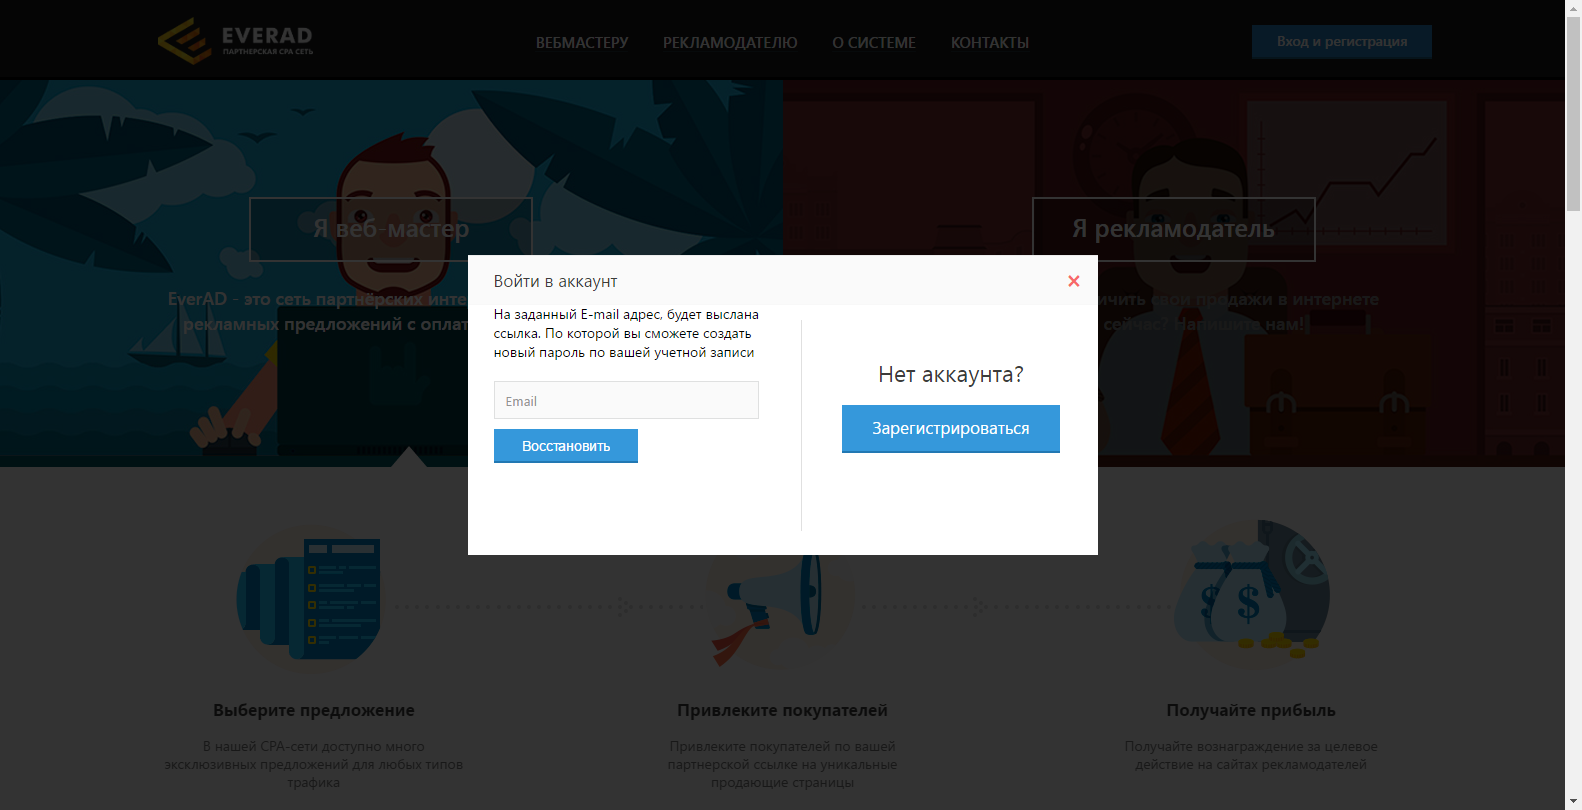 EVERAD
ПАРТНЕРСКАЯ CPA СЕТЬ
ВЕБМАСТЕРУ
РЕКЛАМОДАТЕЛЮ
О СИСТЕМЕ
КОНТАКТЫ
Вход и регистрация
Я веб-мастер
Я рекламодатель
EverAD - это сеть партнёрских инте
рекламных предложений с оплат
ичить свои продажи в интернете
сейчас? Напишите нам!
Войти в аккаунт
На заданный E-mail адрес, будет выслана
ссылка. По которой вы сможете создать
новый пароль по вашей учетной записи
Email
Восстановить
Нет аккаунта?
Зарегистрироваться
Выберите предложение
В нашей CPA-сети доступно много
эксклюзивных предложений для любых типов
трафика
Привлеките покупателей
Привлеките покупателей по вашей
партнерской ссылке на уникальные
продающие страницы
Получайте прибыль
Получайте вознаграждение за целевое
действие на сайтах рекламодателей